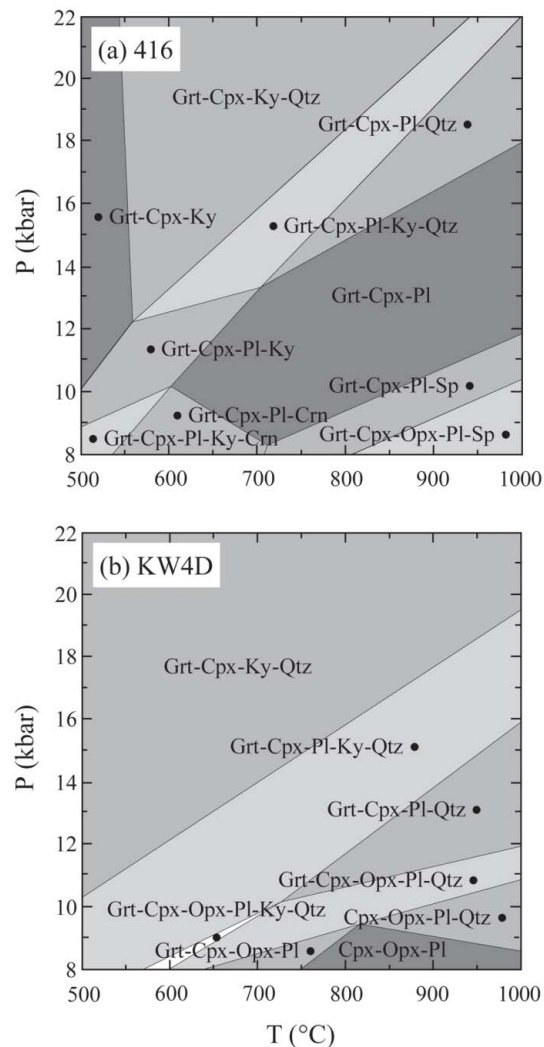 22
(a) 416
20
Grt-Cpx-Ky-Qtz
18
Grt-Cpx-Pl-Qtz
16
Grt-Cpx-Ky
Grt-Cpx-Pl-Ky-Qtz
P (kbar)
14
Grt-Cpx-Pl
12
Grt-Cpx-Pl-Ky
10
Grt-Cpx-Pl-Sp
Grt-Cpx-Pl-Crn
Grt-Cpx-Opx-Pl-Sp
Grt-Cpx-Pl-Ky-Crn
8
500 600 700 800 900 1000
22
(b) KW4D
20
18
Grt-Cpx-Ky-Qtz
16
Grt-Cpx-Pl-Ky-Qtz
P (kbar)
14
Grt-Cpx-Pl-Qtz
12
Grt-Cpx-Opx-Pl-Qtz
10
Grt-Cpx-Opx-Pl-Ky-Qtz
Cpx-Opx-Pl-Qtz
Grt-Cpx-Opx-Pl
Cpx-Opx-Pl
8
500 600 700 800 900 1000
T (°C)